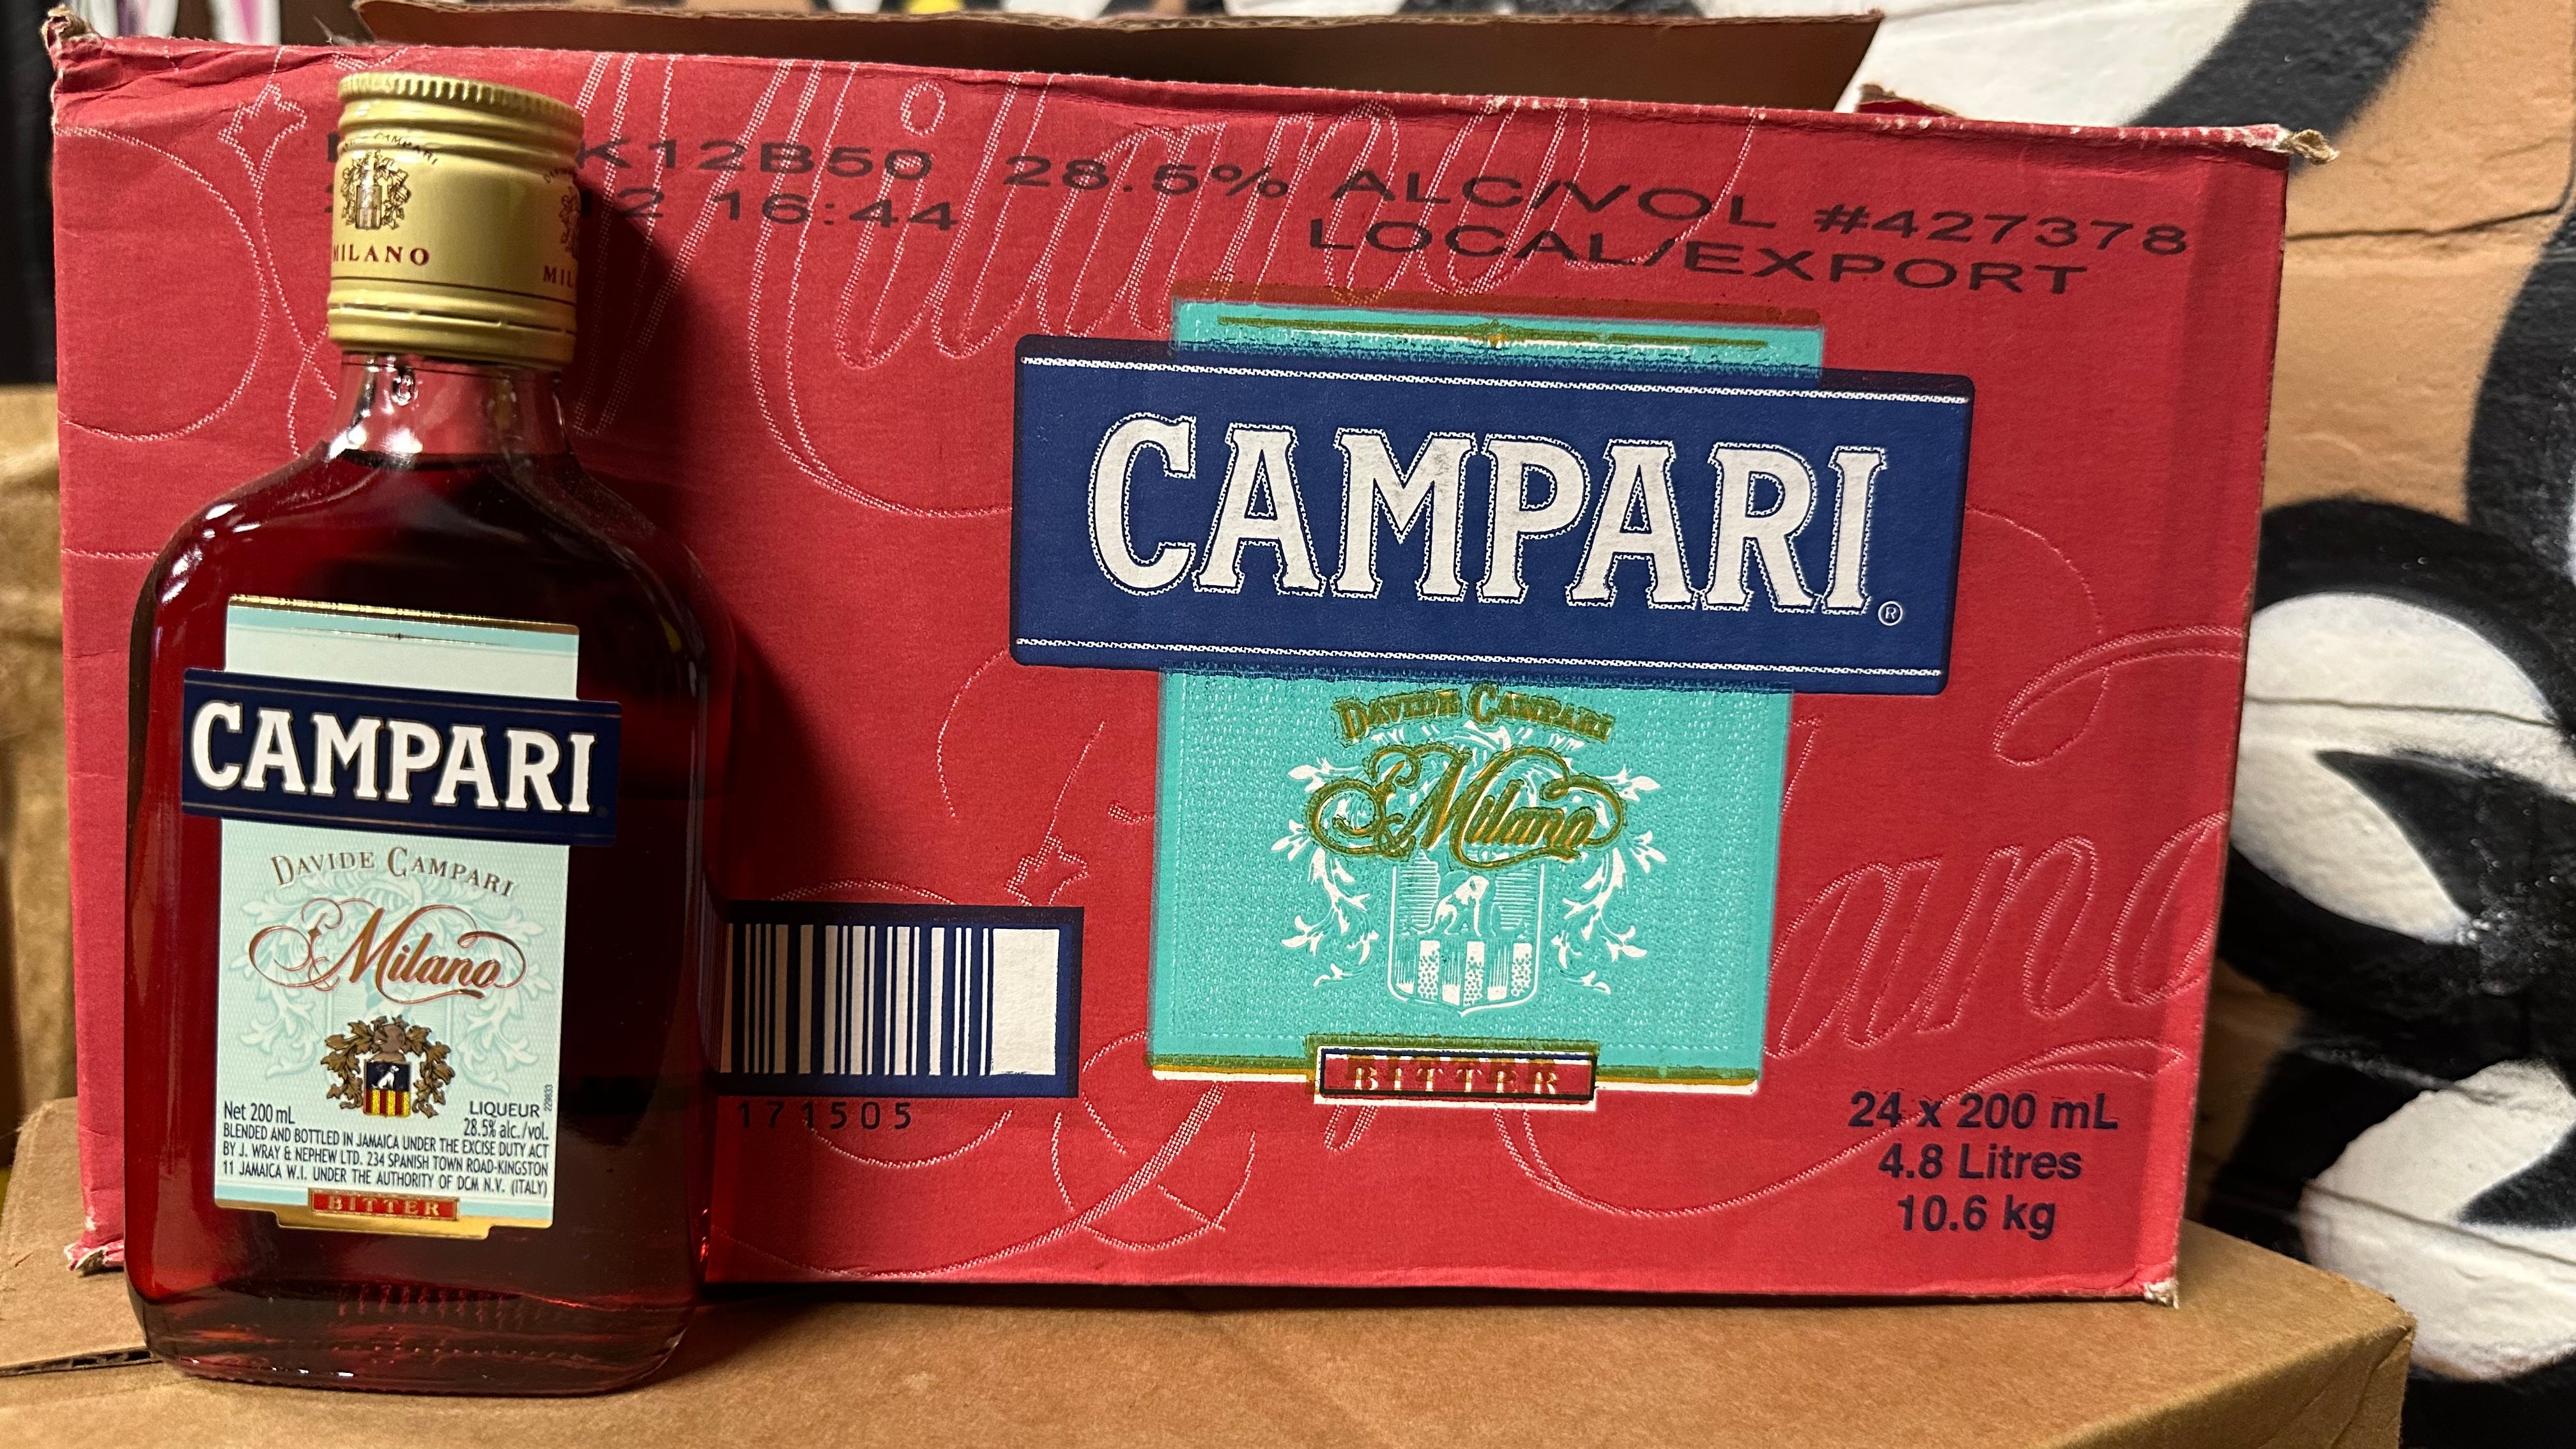 MILANO
CAMPARI
DAVIDE CAMPARI
Milano
Net 200 mL
LIQUEUR
28.5% alc./vol.
BLENDED AND BOTTLED IN JAMAICA UNDER THE EXCISE DUTY ACT
BY J. WRAY & NEPHEW LTD. 234 SPANISH TOWN ROAD-KINGSTON
11 JAMAICA W.I. UNDER THE AUTHORITY OF DCM N.V. (ITALY)
BITTER
Milano
K12B50 28.5% ALC/VOL #427378
16:44 LOCAL/EXPORT
CAMPARI®
DAVIDE CAMPARI
Milano
BITTER
171505
24 x 200 mL
4.8 Litres
10.6 kg